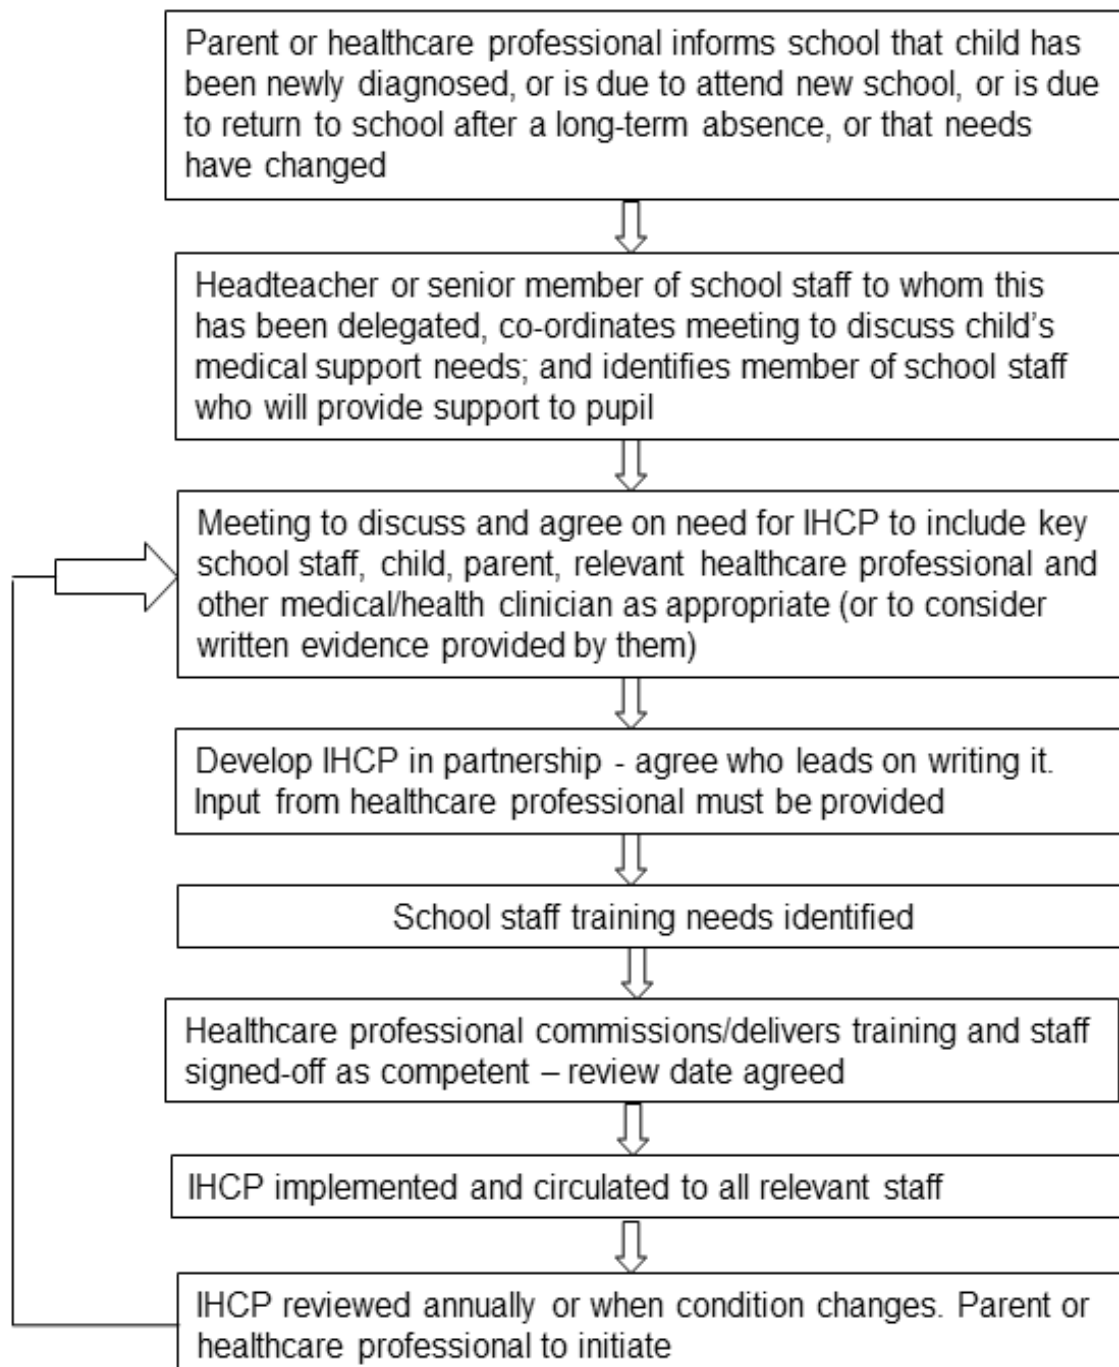 Parent or healthcare professional informs school that child has
been newly diagnosed, or is due to attend new school, or is due
to return to school after a long-term absence, or that needs
have changed
Headteacher or senior member of school staff to whom this
has been delegated, co-ordinates meeting to discuss child’s
medical support needs; and identifies member of school staff
who will provide support to pupil
Meeting to discuss and agree on need for IHCP to include key
school staff, child, parent, relevant healthcare professional and
other medical/health clinician as appropriate (or to consider
written evidence provided by them)
Develop IHCP in partnership - agree who leads on writing it.
Input from healthcare professional must be provided
School staff training needs identified
Healthcare professional commissions/delivers training and staff
signed-off as competent – review date agreed
IHCP implemented and circulated to all relevant staff
IHCP reviewed annually or when condition changes. Parent or
healthcare professional to initiate